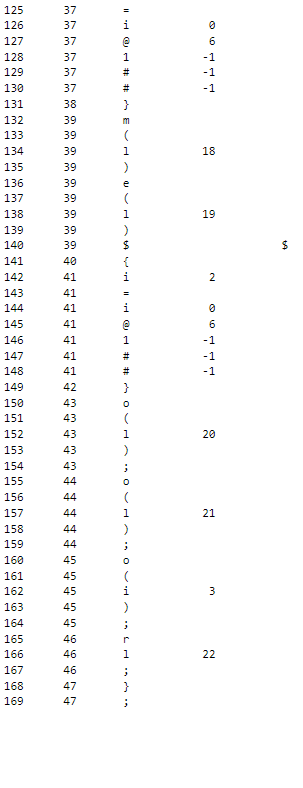 125 37 =
126 37 i 0
127 37 @ 6
128 37 l -1
129 37 # -1
130 37 # -1
131 38 }
132 39 m
133 39 (
134 39 l 18
135 39 )
136 39 e
137 39 (
138 39 l 19
139 39 )
140 39 $ $
141 40 {
142 41 i 2
143 41 =
144 41 i 0
145 41 @ 6
146 41 l -1
147 41 # -1
148 41 # -1
149 42 }
150 43 o
151 43 (
152 43 l 20
153 43 )
154 43 ;
155 44 o
156 44 (
157 44 l 21
158 44 )
159 44 ;
160 45 o
161 45 (
162 45 i 3
163 45 )
164 45 ;
165 46 r
166 46 l 22
167 46 ;
168 47 }
169 47 ;